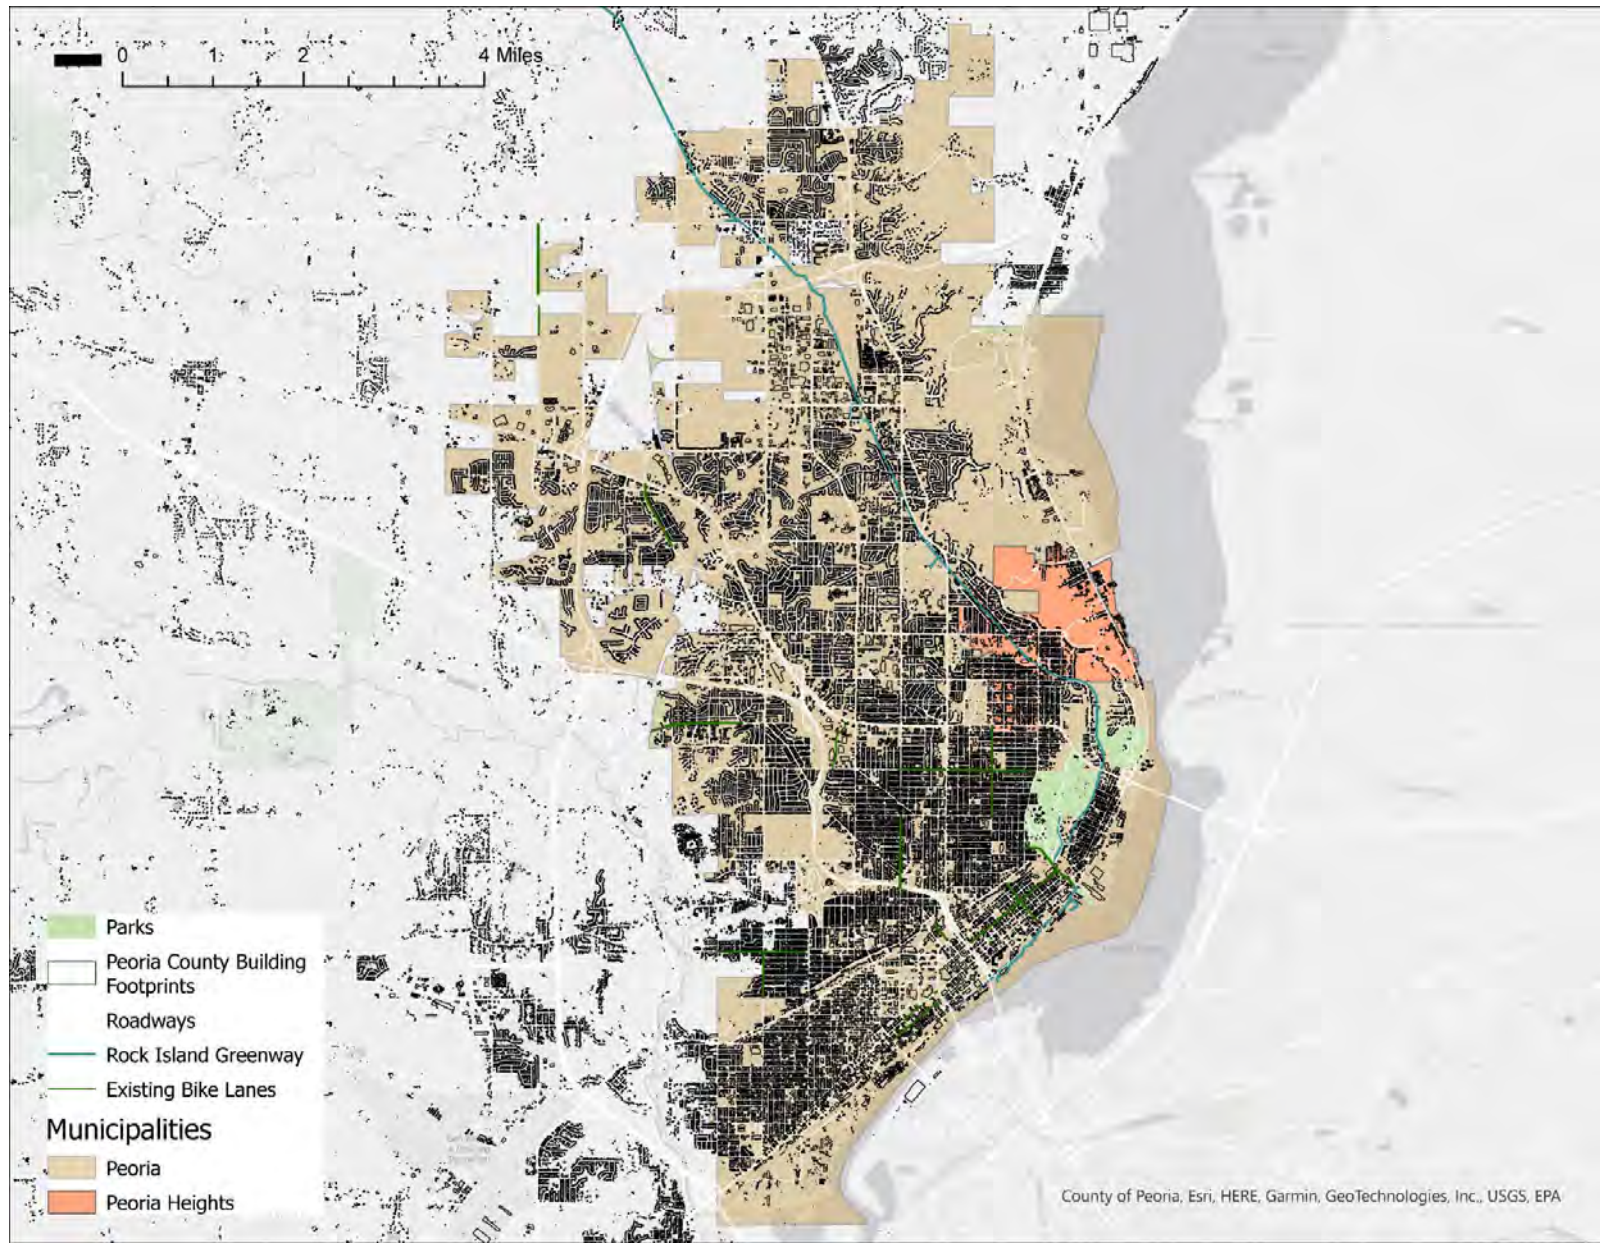 0 1 2 4 Miles
Parks
Peoria County Building
Footprints
Roadways
Rock Island Greenway
Existing Bike Lanes
Municipalities
Peoria
Peoria Heights
County of Peoria, Esri, HERE, Garmin, GeoTechnologies, Inc., USGS, EPA